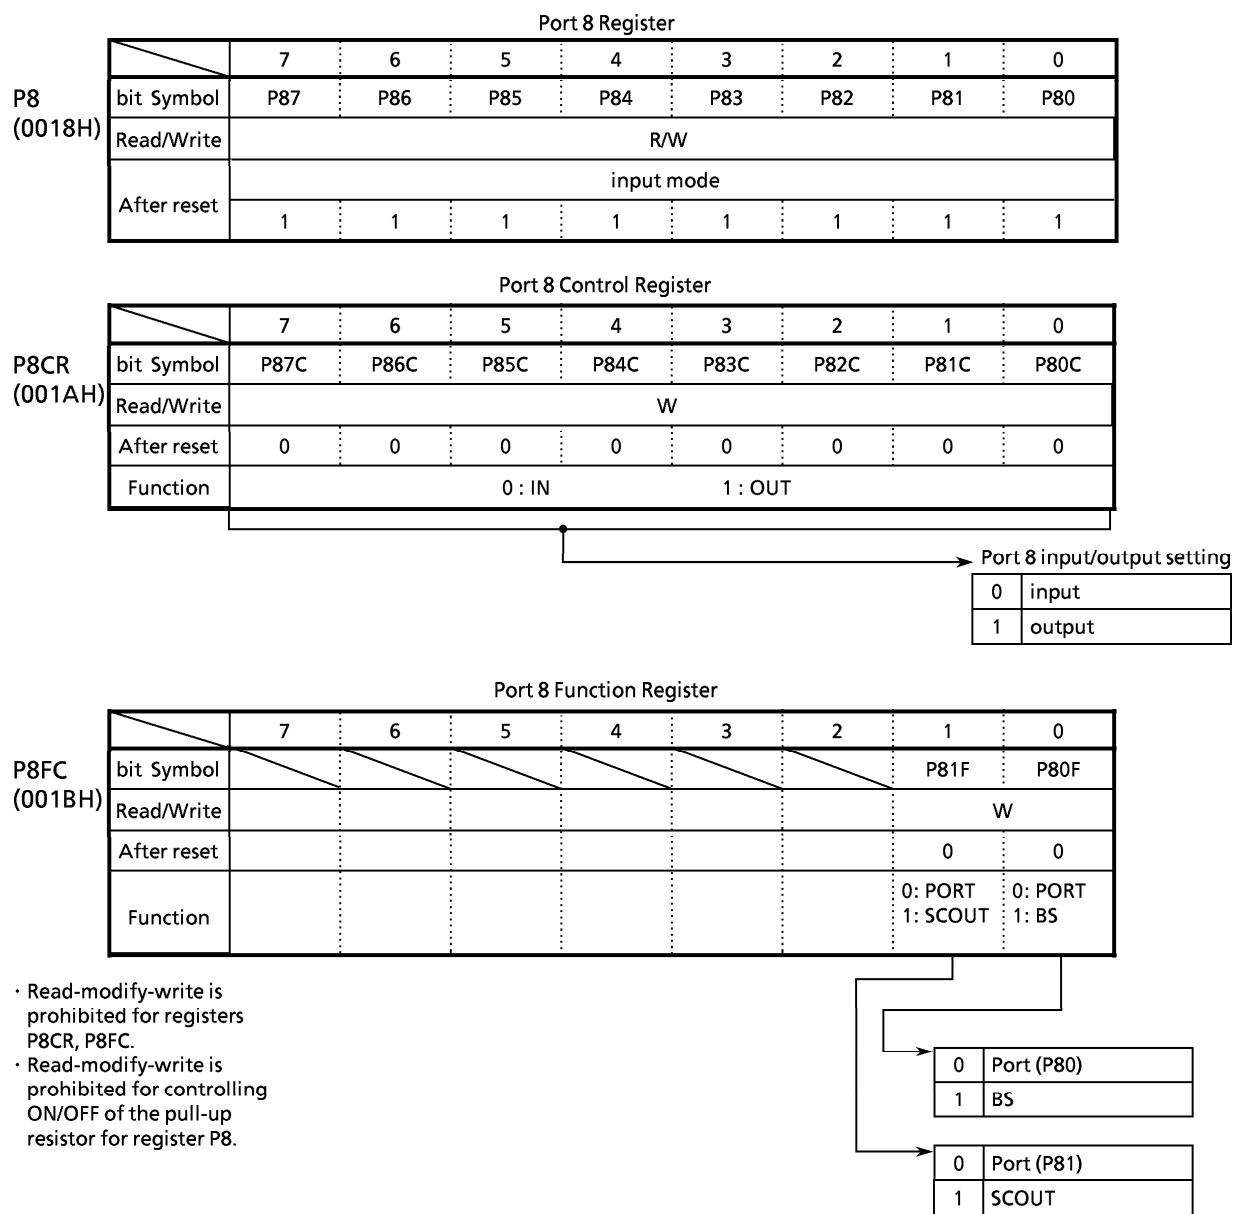 Port 8 Register
7 6 5 4 3 2 1 0
P8
(0018H)
bit Symbol P87 P86 P85 P84 P83 P82 P81 P80
Read/Write R/W
After reset input mode
1 1 1 1 1 1 1 1
Port 8 Control Register
7 6 5 4 3 2 1 0
P8CR
(001AH)
bit Symbol P87C P86C P85C P84C P83C P82C P81C P80C
Read/Write W
After reset 0 0 0 0 0 0 0 0
Function 0 : IN 1 : OUT
Port 8 input/output setting
0 input
1 output
Port 8 Function Register
7 6 5 4 3 2 1 0
P8FC
(001BH)
bit Symbol P81F P80F
Read/Write W
After reset 0 0
Function
0: PORT 0: PORT
1: SCOUT 1: BS
· Read-modify-write is
prohibited for registers
P8CR, P8FC.
· Read-modify-write is
prohibited for controlling
ON/OFF of the pull-up
resistor for register P8.
0 Port (P80)
1 BS
0 Port (P81)
1 SCOUT